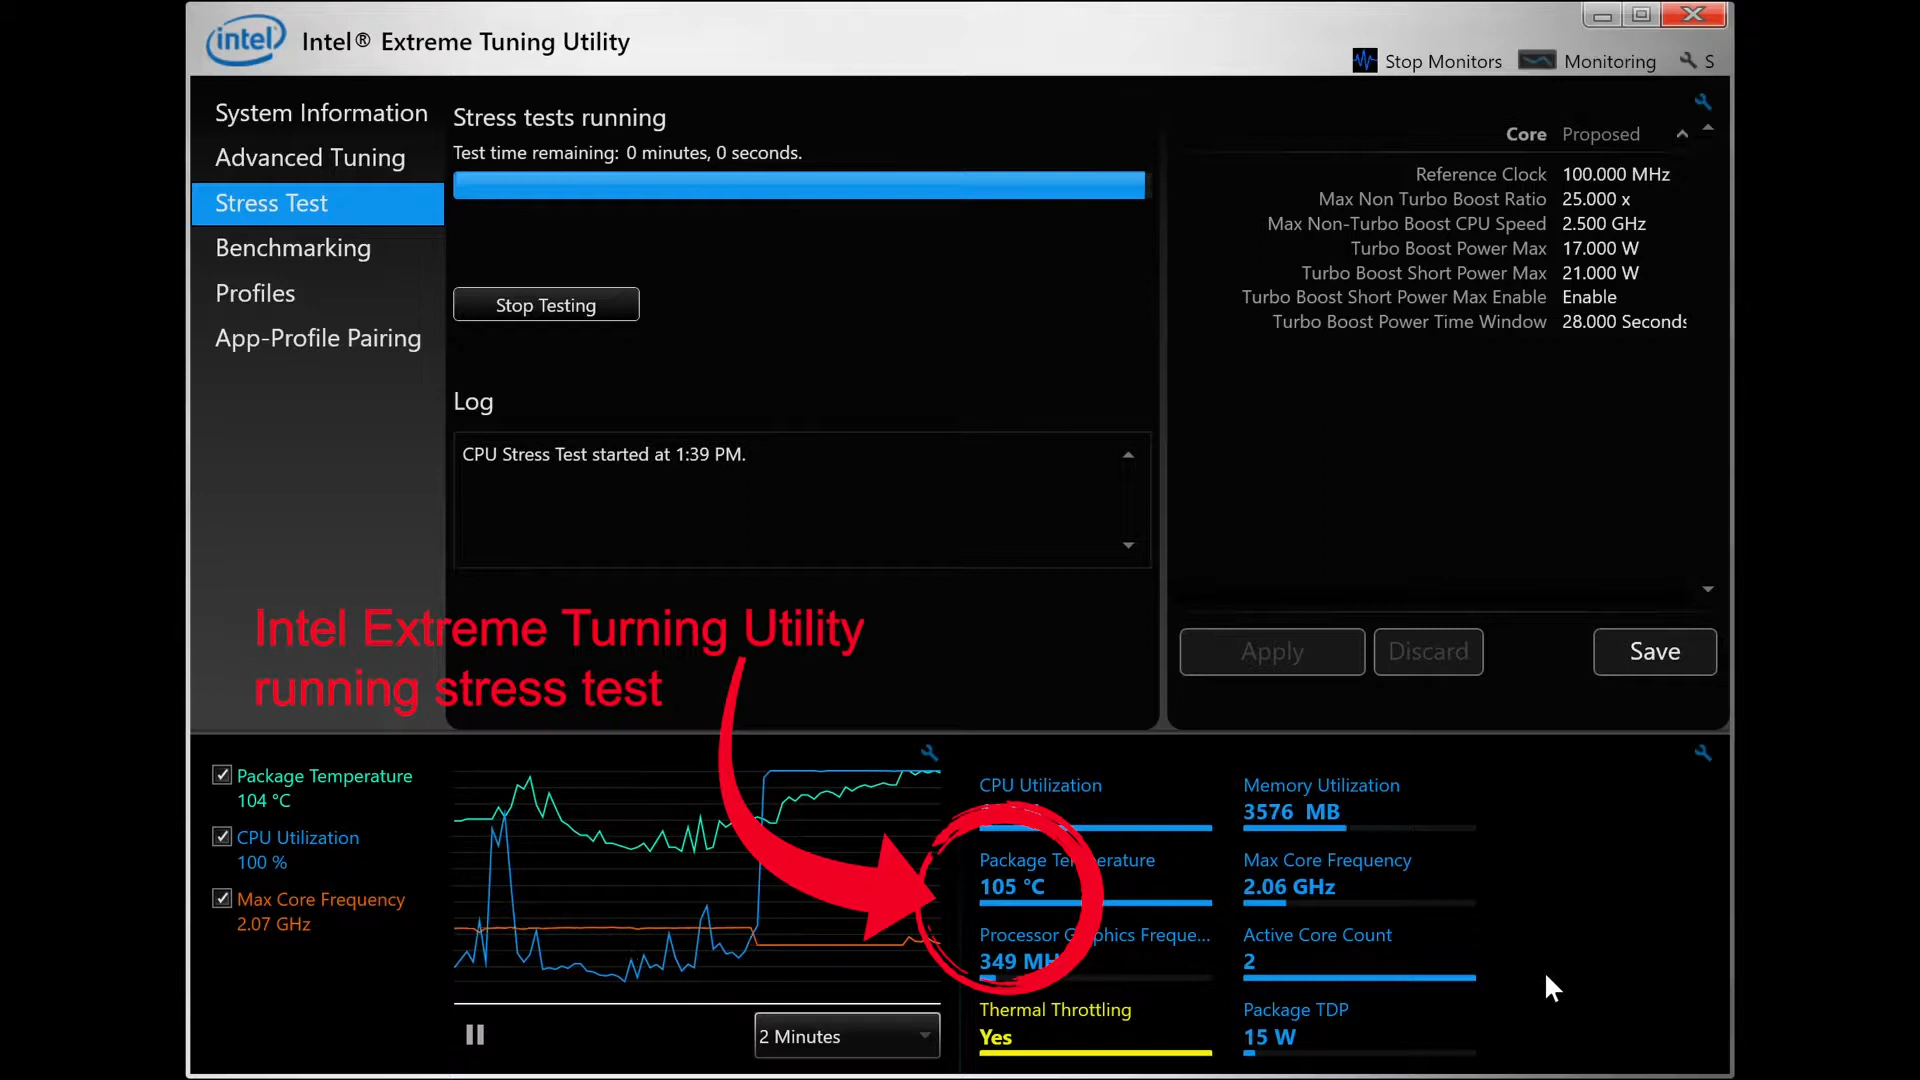 intel
Intel® Extreme Tuning Utility
Stop Monitors
Monitoring
S
System Information
Advanced Tuning
Stress Test
Benchmarking
Profiles
App-Profile Pairing
Stress tests running
Test time remaining: 0 minutes, 0 seconds.
Stop Testing
Log
CPU Stress Test started at 1:39 PM.
Core Proposed
Reference Clock 100.000 MHz
Max Non Turbo Boost Ratio 25.000 x
Max Non-Turbo Boost CPU Speed 2.500 GHz
Turbo Boost Power Max 17.000 W
Turbo Boost Short Power Max 21.000 W
Turbo Boost Short Power Max Enable Enable
Turbo Boost Power Time Window 28.000 Seconds
Apply
Discard
Save
Intel Extreme Turning Utility
running stress test
Package Temperature
104 °C
CPU Utilization
100 %
Max Core Frequency
2.07 GHz
2 Minutes
CPU Utilization
Package Temperature
105 °C
Processor Graphics Freque...
349 MH
Thermal Throttling
Yes
Memory Utilization
3576 MB
Max Core Frequency
2.06 GHz
Active Core Count
2
Package TDP
15 W